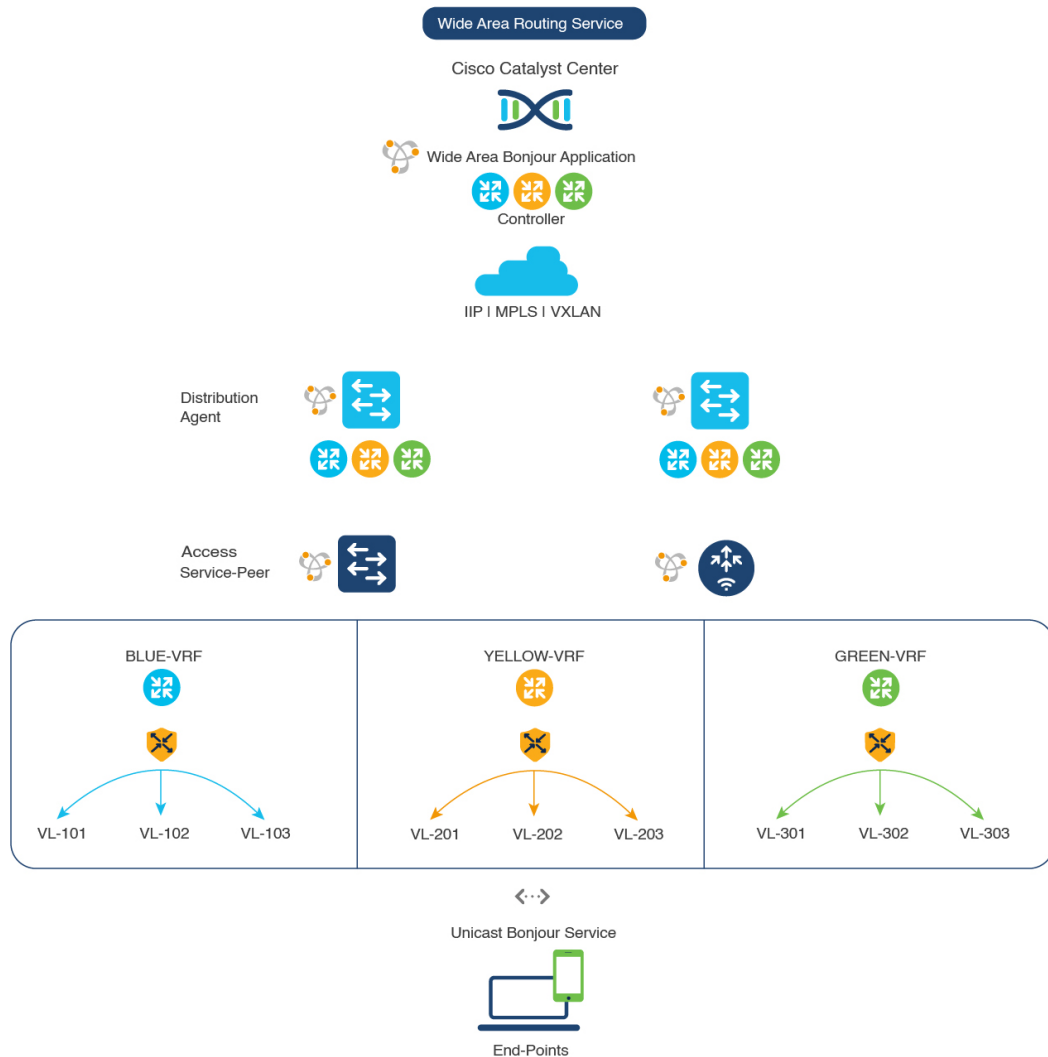 Wide Area Routing Service
Cisco Catalyst Center
Wide Area Bonjour Application
Controller
IIP | MPLS | VXLAN
Distribution
Agent
Access
Service-Peer
BLUE-VRF
YELLOW-VRF
GREEN-VRF
VL-101
VL-102
VL-103
VL-201
VL-202
VL-203
VL-301
VL-302
VL-303
Unicast Bonjour Service
End-Points